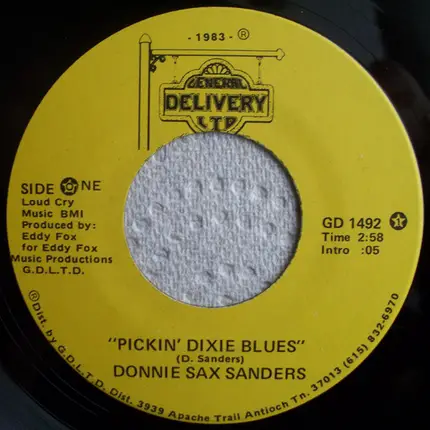 - 1983 - ℗
GENERAL
DELIVERY
LTD
SIDE ONE
Loud Cry
Music BMI
Produced by:
Eddy Fox
for Eddy Fox
Music Productions
G.D.L.T.D.
GD 1492
Time 2:58
Intro :05
"PICKIN' DIXIE BLUES"
(D. Sanders)
DONNIE SAX SANDERS
℗Dist. by G.D.L.T.D. Dist. 3939 Apache Trail Antioch Tn. 37013 (615) 832-6970